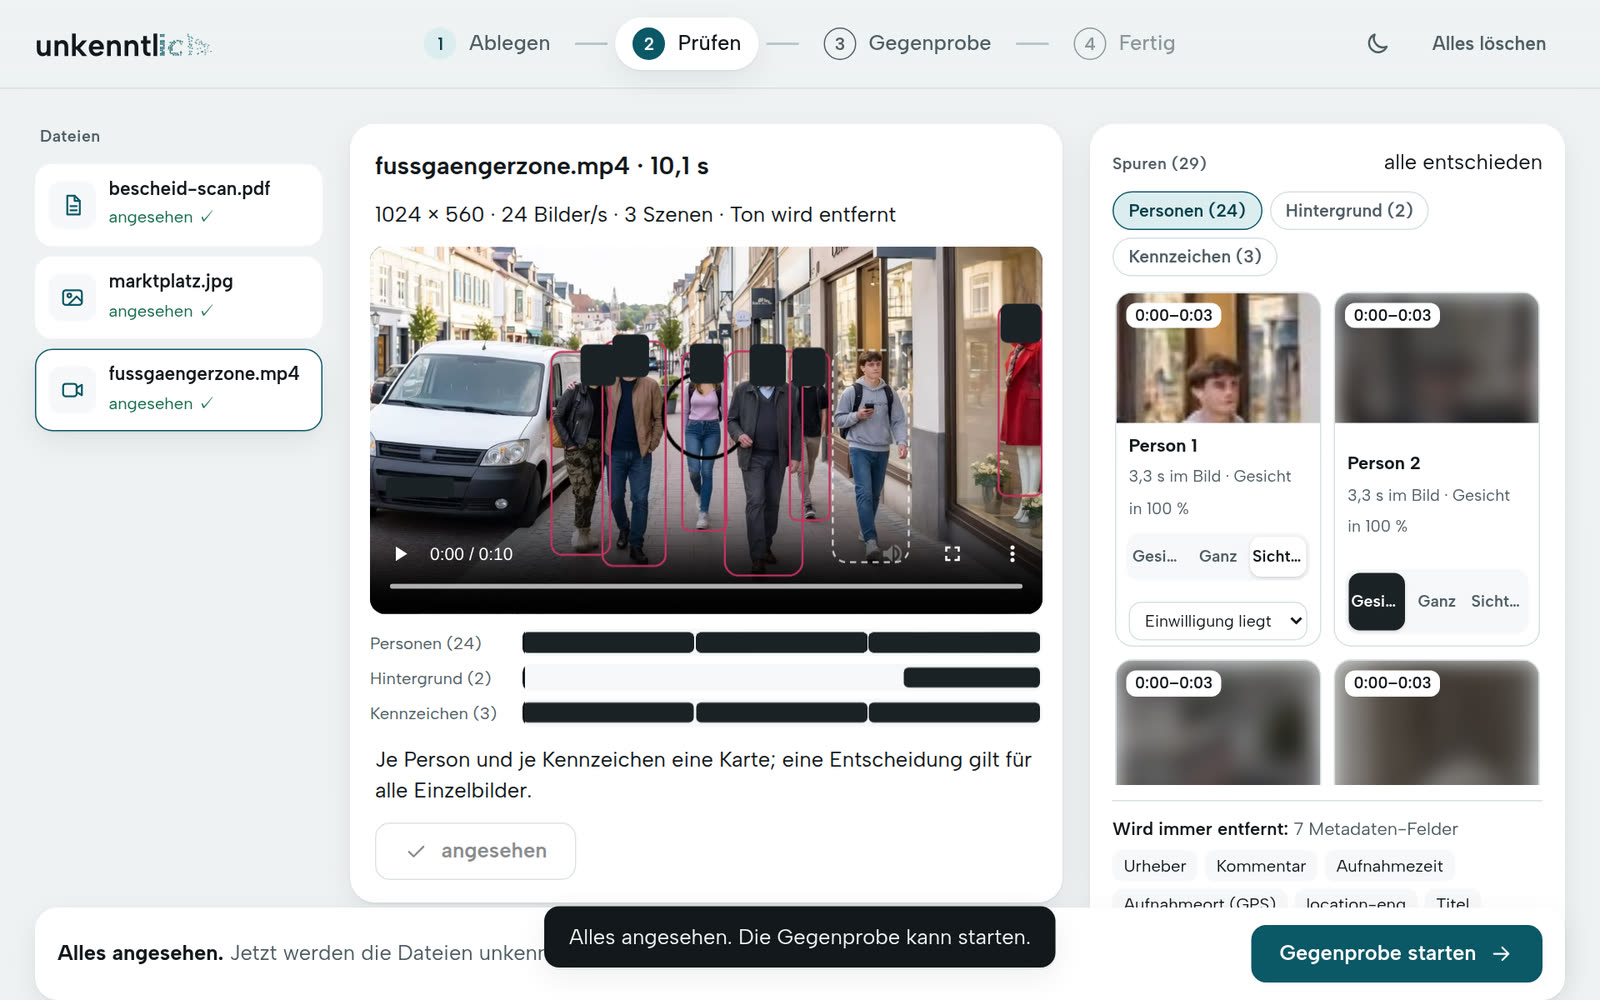 unkenntlich
1 Ablegen
2 Prüfen
3 Gegenprobe
4 Fertig
Alles löschen
Dateien
bescheid-scan.pdf
angesehen ✓
marktplatz.jpg
angesehen ✓
fussgaengerzone.mp4
angesehen ✓
fussgaengerzone.mp4 · 10,1 s
1024 × 560 · 24 Bilder/s · 3 Szenen · Ton wird entfernt
0:00 / 0:10
Personen (24)
Hintergrund (2)
Kennzeichen (3)
Je Person und je Kennzeichen eine Karte; eine Entscheidung gilt für
alle Einzelbilder.
✓ angesehen
Spuren (29)
alle entschieden
Personen (24)
Hintergrund (2)
Kennzeichen (3)
0:00–0:03
Person 1
3,3 s im Bild · Gesicht
in 100 %
Gesi... Ganz Sicht...
Einwilligung liegt
0:00–0:03
Person 2
3,3 s im Bild · Gesicht
in 100 %
Gesi... Ganz Sicht...
0:00–0:03
0:00–0:03
Wird immer entfernt: 7 Metadaten-Felder
Urheber Kommentar Aufnahmezeit
Aufnahmeort (GPS) location-eng Titel
Alles angesehen. Jetzt werden die Dateien unkenn
Alles angesehen. Die Gegenprobe kann starten.
Gegenprobe starten →